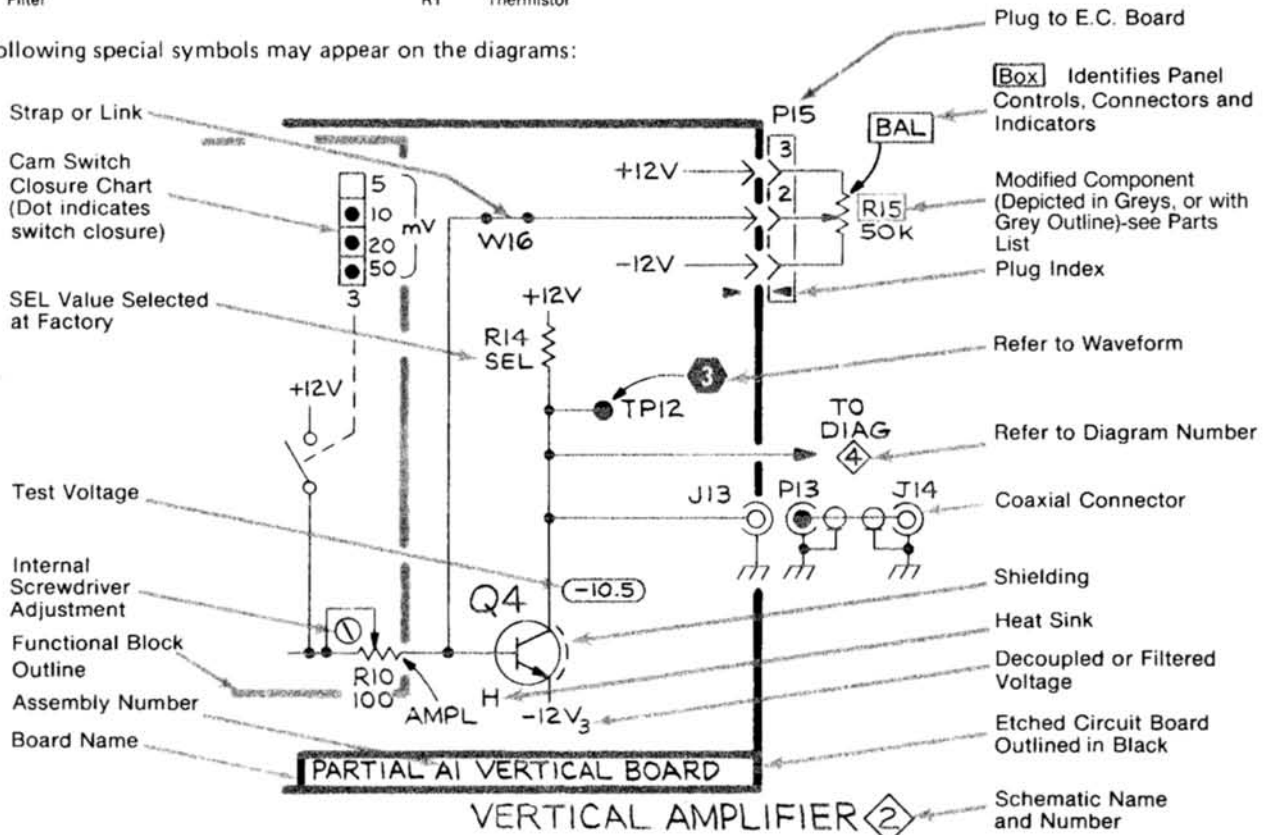 Filter
RT Thermistor
ollowing special symbols may appear on the diagrams:
Plug to E.C. Board
Box Identifies Panel
Controls, Connectors and
Indicators
Strap or Link
P15
BAL
Cam Switch
Closure Chart
(Dot indicates
switch closure)
5
10
20
50
mV
3
+12V
3
2
W16
-12V
R15
50K
Modified Component
(Depicted in Greys, or with
Grey Outline)-see Parts
List
Plug Index
SEL Value Selected
at Factory
+12V
R14
SEL
3
TP12
Refer to Waveform
+12V
TO
DIAG
4
Refer to Diagram Number
Test Voltage
J13
P13
J14
Coaxial Connector
-10.5
Internal
Screwdriver
Adjustment
Q4
Shielding
Heat Sink
Functional Block
Outline
R10
100
AMPL
H
-12V3
Decoupled or Filtered
Voltage
Assembly Number
Board Name
PARTIAL A1 VERTICAL BOARD
Etched Circuit Board
Outlined in Black
VERTICAL AMPLIFIER 2
Schematic Name
and Number